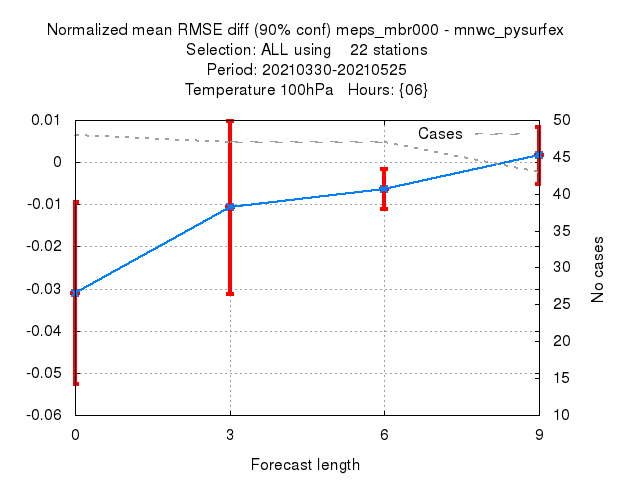 Normalized mean RMSE diff (90% conf) meps_mbr000 - mnwc_pysurfex
Selection: ALL using    22 stations
Period: 20210330-20210525
Temperature 100hPa   Hours: {06}
0.01
0
-0.01
-0.02
-0.03
-0.04
-0.05
-0.06
Cases
50
45
40
35
30
25
20
15
10
No cases
0 3 6 9
Forecast length